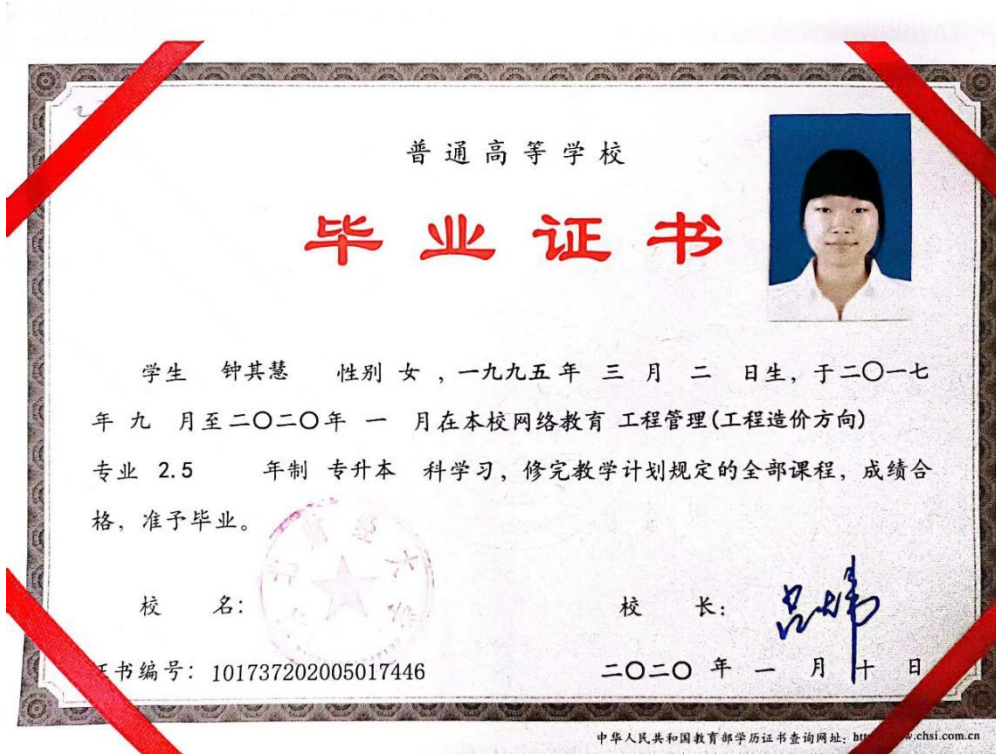 普通高等学校
毕业证书
学生 钟其慧 性别 女 ，一九九五年 三 月 二 日生，于二〇一七
年 九 月至二〇二〇年 一 月在本校网络教育 工程管理(工程造价方向)
专业 2.5 年制 专升本 科学习，修完教学计划规定的全部课程，成绩合
格，准予毕业。
校 名： 校 长：
书编号：101737202005017446 二〇二〇 年 一 月 十 日
中华人民共和国教育部学历证书查询网址：htt w.chsi.com.cn